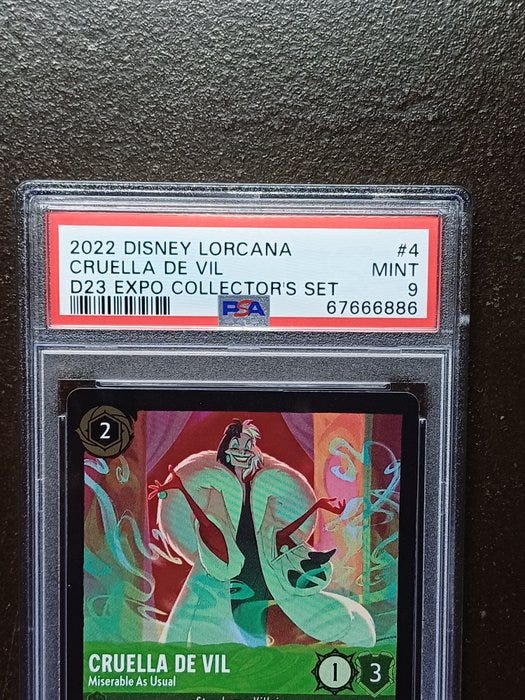 2022 DISNEY LORCANA #4
CRUELLA DE VIL MINT
D23 EXPO COLLECTOR'S SET 9
PSA 67666886
2
CRUELLA DE VIL
Miserable As Usual
1 3